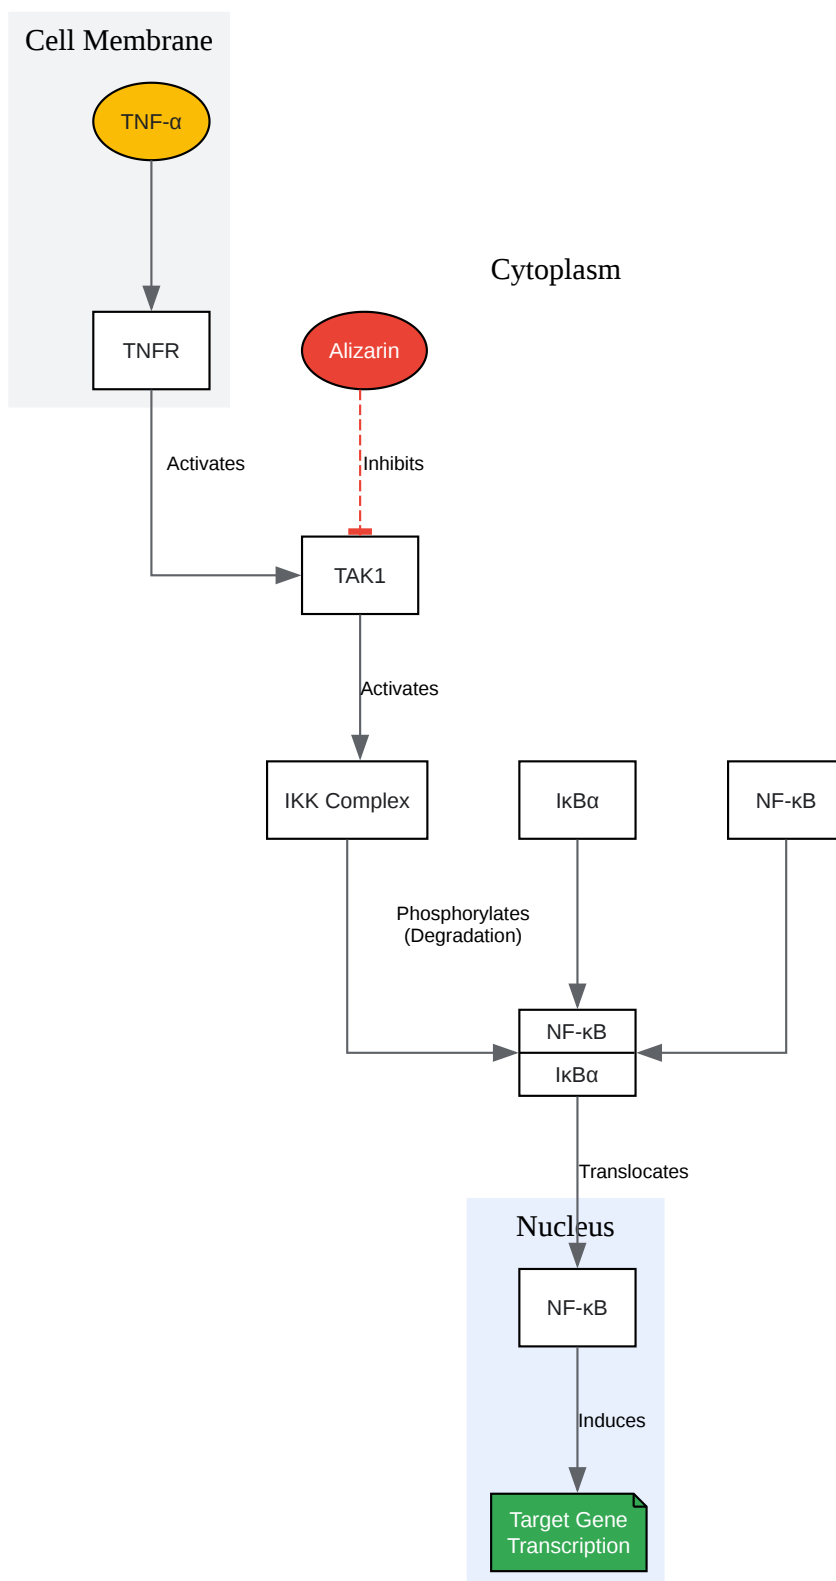 Cell Membrane
TNF-α
Cytoplasm
TNFR
Alizarin
Activates
Inhibits
TAK1
Activates
IKK Complex
IκBα
NF-κB
Phosphorylates
(Degradation)
NF-κB
IκBα
Translocates
Nucleus
NF-κB
Induces
Target Gene
Transcription